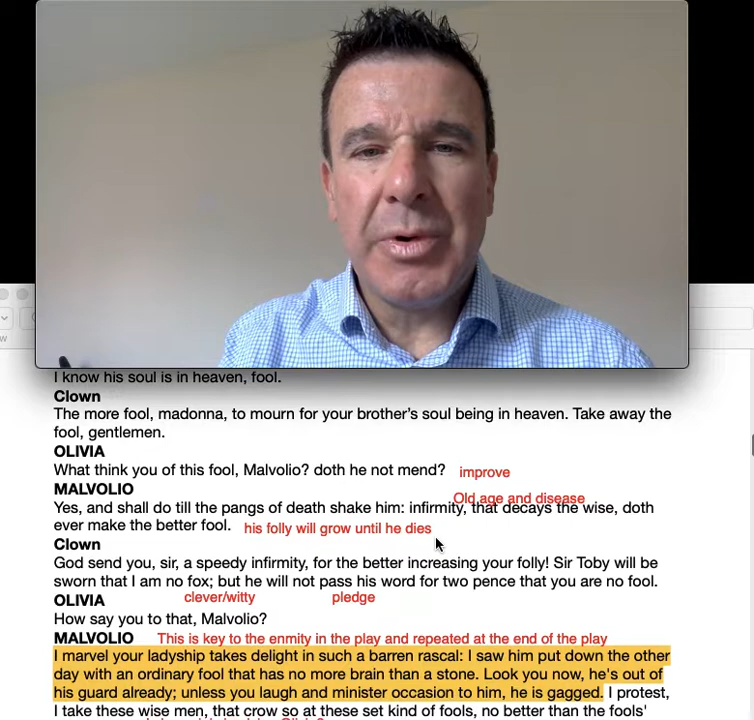 I know his soul is in heaven, fool.
Clown
The more fool, madonna, to mourn for your brother's soul being in heaven. Take away the
fool, gentlemen.
OLIVIA
What think you of this fool, Malvolio? doth he not mend? improve
MALVOLIO
Old age and disease
Yes, and shall do till the pangs of death shake him: infirmity, that decays the wise, doth
ever make the better fool. his folly will grow until he dies
Clown
God send you, sir, a speedy infirmity, for the better increasing your folly! Sir Toby will be
sworn that I am no fox; but he will not pass his word for two pence that you are no fool.
OLIVIA clever/witty pledge
How say you to that, Malvolio?
MALVOLIO This is key to the enmity in the play and repeated at the end of the play
I marvel your ladyship takes delight in such a barren rascal: I saw him put down the other
day with an ordinary fool that has no more brain than a stone. Look you now, he's out of
his guard already; unless you laugh and minister occasion to him, he is gagged. I protest,
I take these wise men, that crow so at these set kind of fools, no better than the fools'